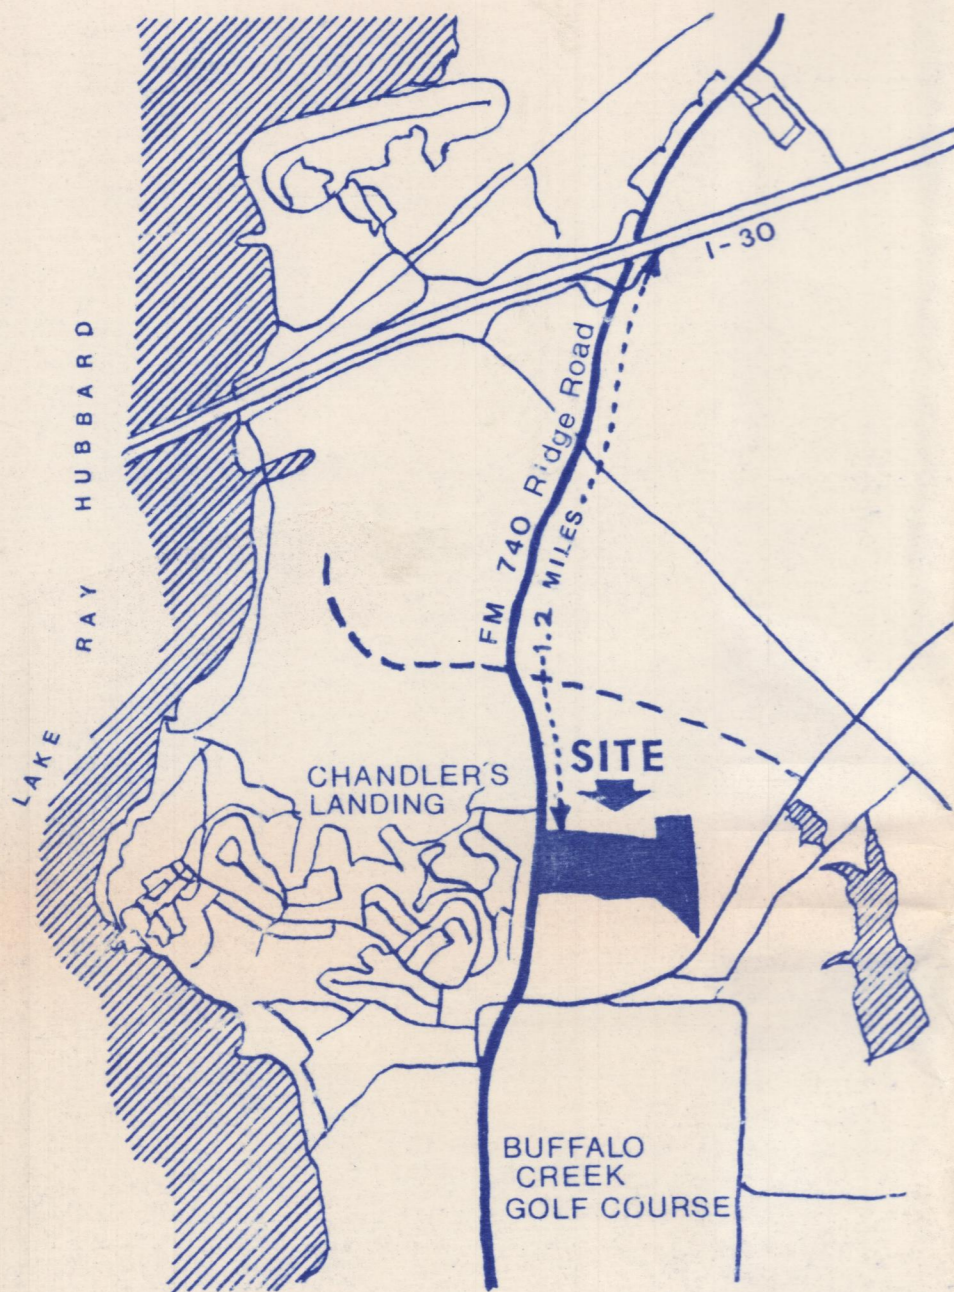 I-30
LAKE RAY HUBBARD
FM 740 Ridge Road
1.2 MILES
SITE
CHANDLER'S
LANDING
BUFFALO
CREEK
GOLF COURSE